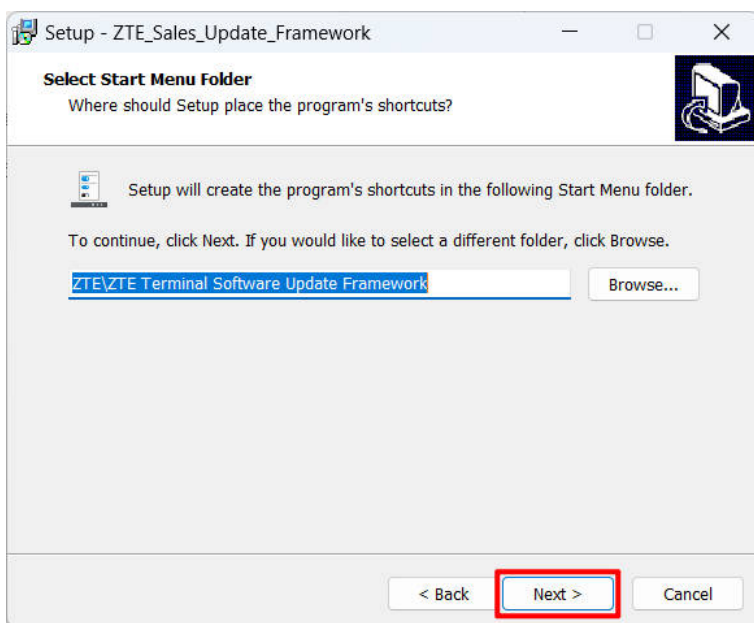 Setup - ZTE_Sales_Update_Framework
Select Start Menu Folder
Where should Setup place the program's shortcuts?
Setup will create the program's shortcuts in the following Start Menu folder.
To continue, click Next. If you would like to select a different folder, click Browse.
ZTE\ZTE Terminal Software Update Framework
Browse...
< Back
Next >
Cancel